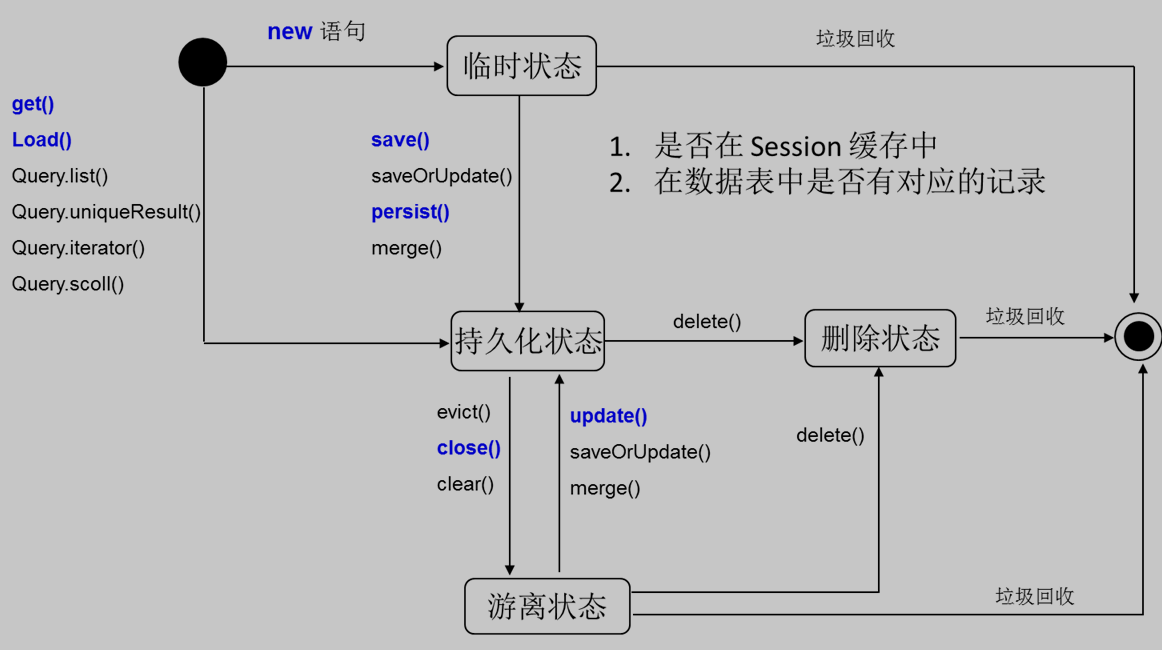 new 语句
临时状态
垃圾回收
get()
Load()
Query.list()
Query.uniqueResult()
Query.iterator()
Query.scoll()
save()
saveOrUpdate()
persist()
merge()
1. 是否在 Session 缓存中
2. 在数据表中是否有对应的记录
持久化状态
delete()
删除状态
垃圾回收
evict()
close()
clear()
update()
saveOrUpdate()
merge()
delete()
游离状态
垃圾回收